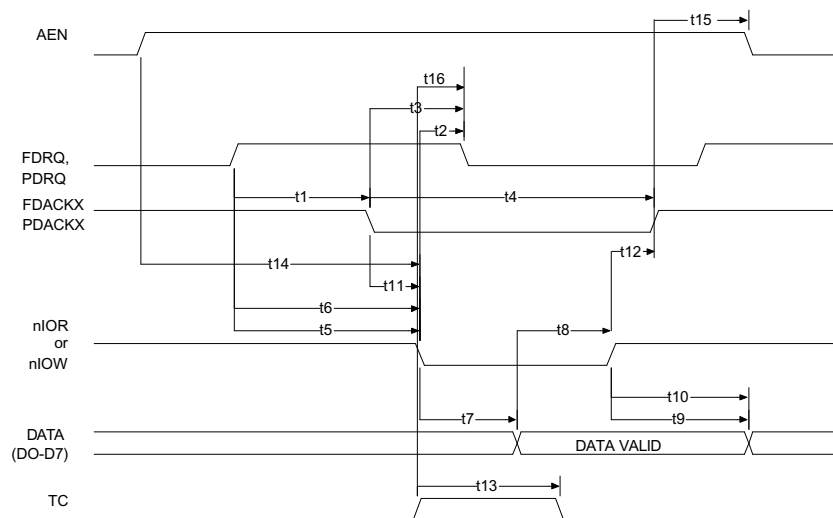 AEN
t15
t16
t3
t2
FDRQ,
PDRQ
t1
t4
FDACKX
PDACKX
t12
t14
t11
t6
t5
t8
nIOR
or
nIOW
t10
t7
t9
DATA
(DO-D7)
DATA VALID
t13
TC